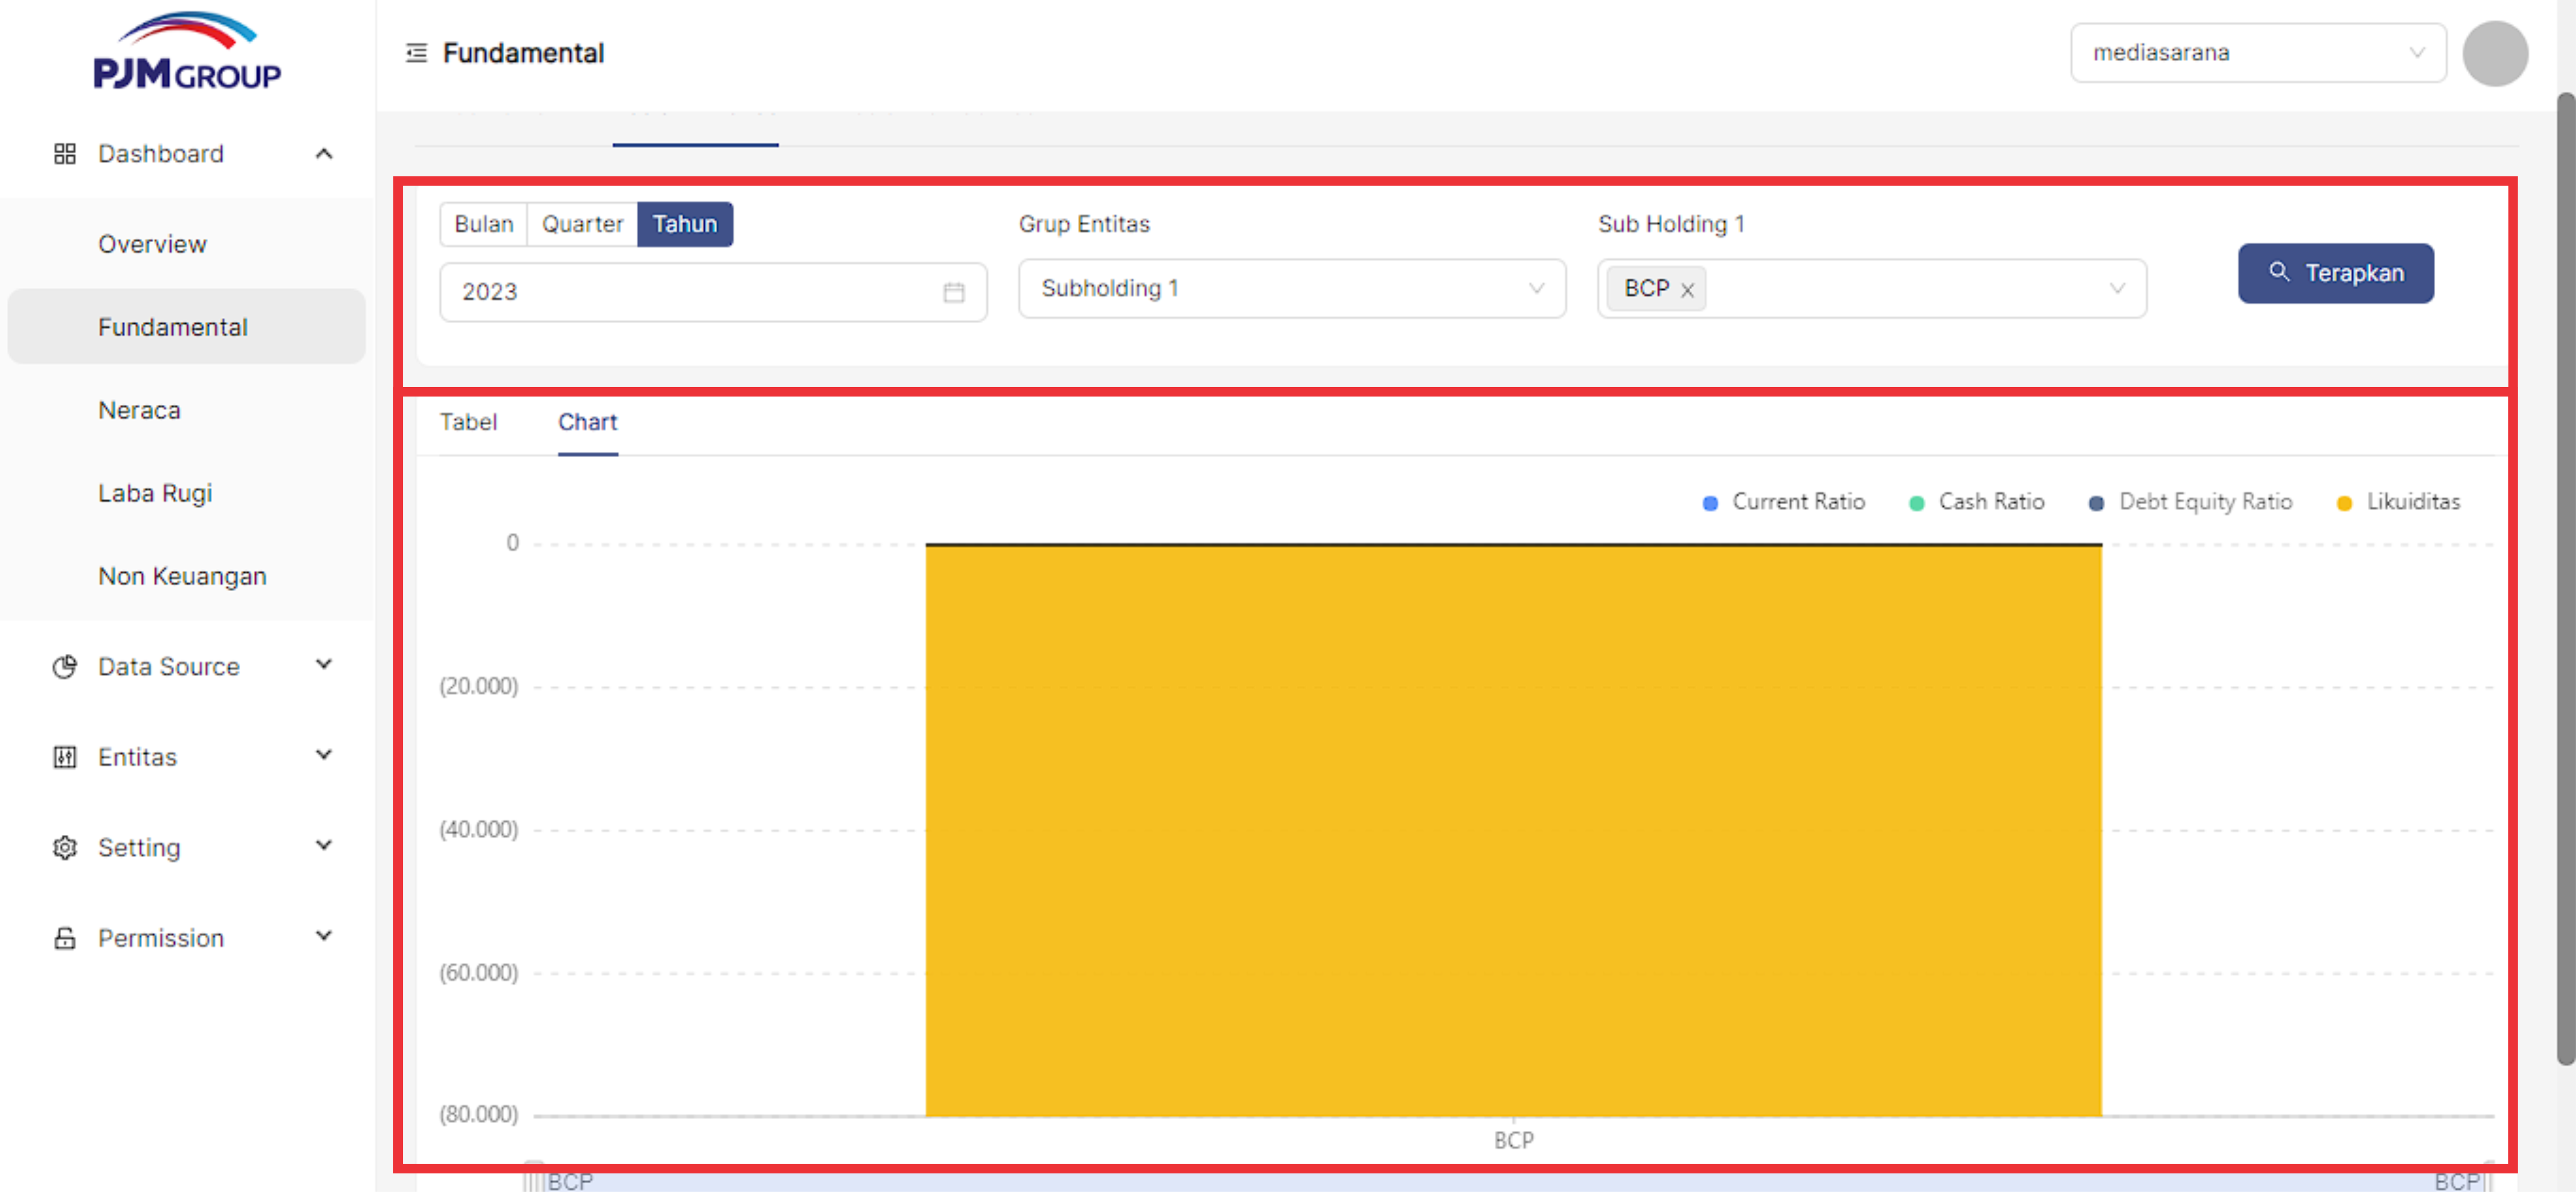 PJM GROUP
Fundamental
mediasarana
Dashboard
Overview
Fundamental
Neraca
Laba Rugi
Non Keuangan
Data Source
Entitas
Setting
Permission
Bulan Quarter Tahun
Grup Entitas
Sub Holding 1
2023
Subholding 1
BCP
Terapkan
Tabel Chart
Current Ratio Cash Ratio Debt Equity Ratio Likuiditas
0
(20.000)
(40.000)
(60.000)
(80.000)
BCP
BCP BCP